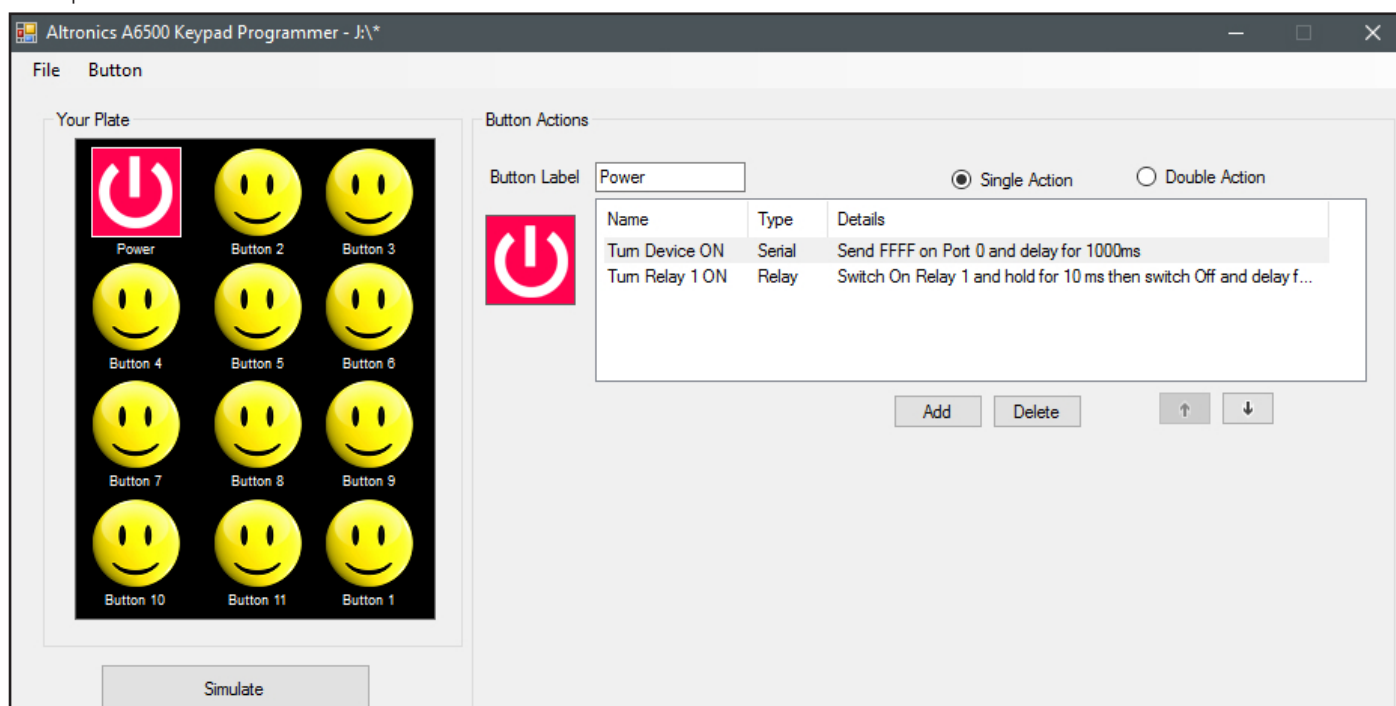 Altronics A6500 Keypad Programmer - J:\*
File Button
Your Plate
Power Button 2 Button 3
Button 4 Button 5 Button 6
Button 7 Button 8 Button 9
Button 10 Button 11 Button 1
Simulate
Button Actions
Button Label Power Single Action Double Action
Name Type Details
Turn Device ON Serial Send FFFF on Port 0 and delay for 1000ms
Turn Relay 1 ON Relay Switch On Relay 1 and hold for 10 ms then switch Off and delay f...
Add Delete